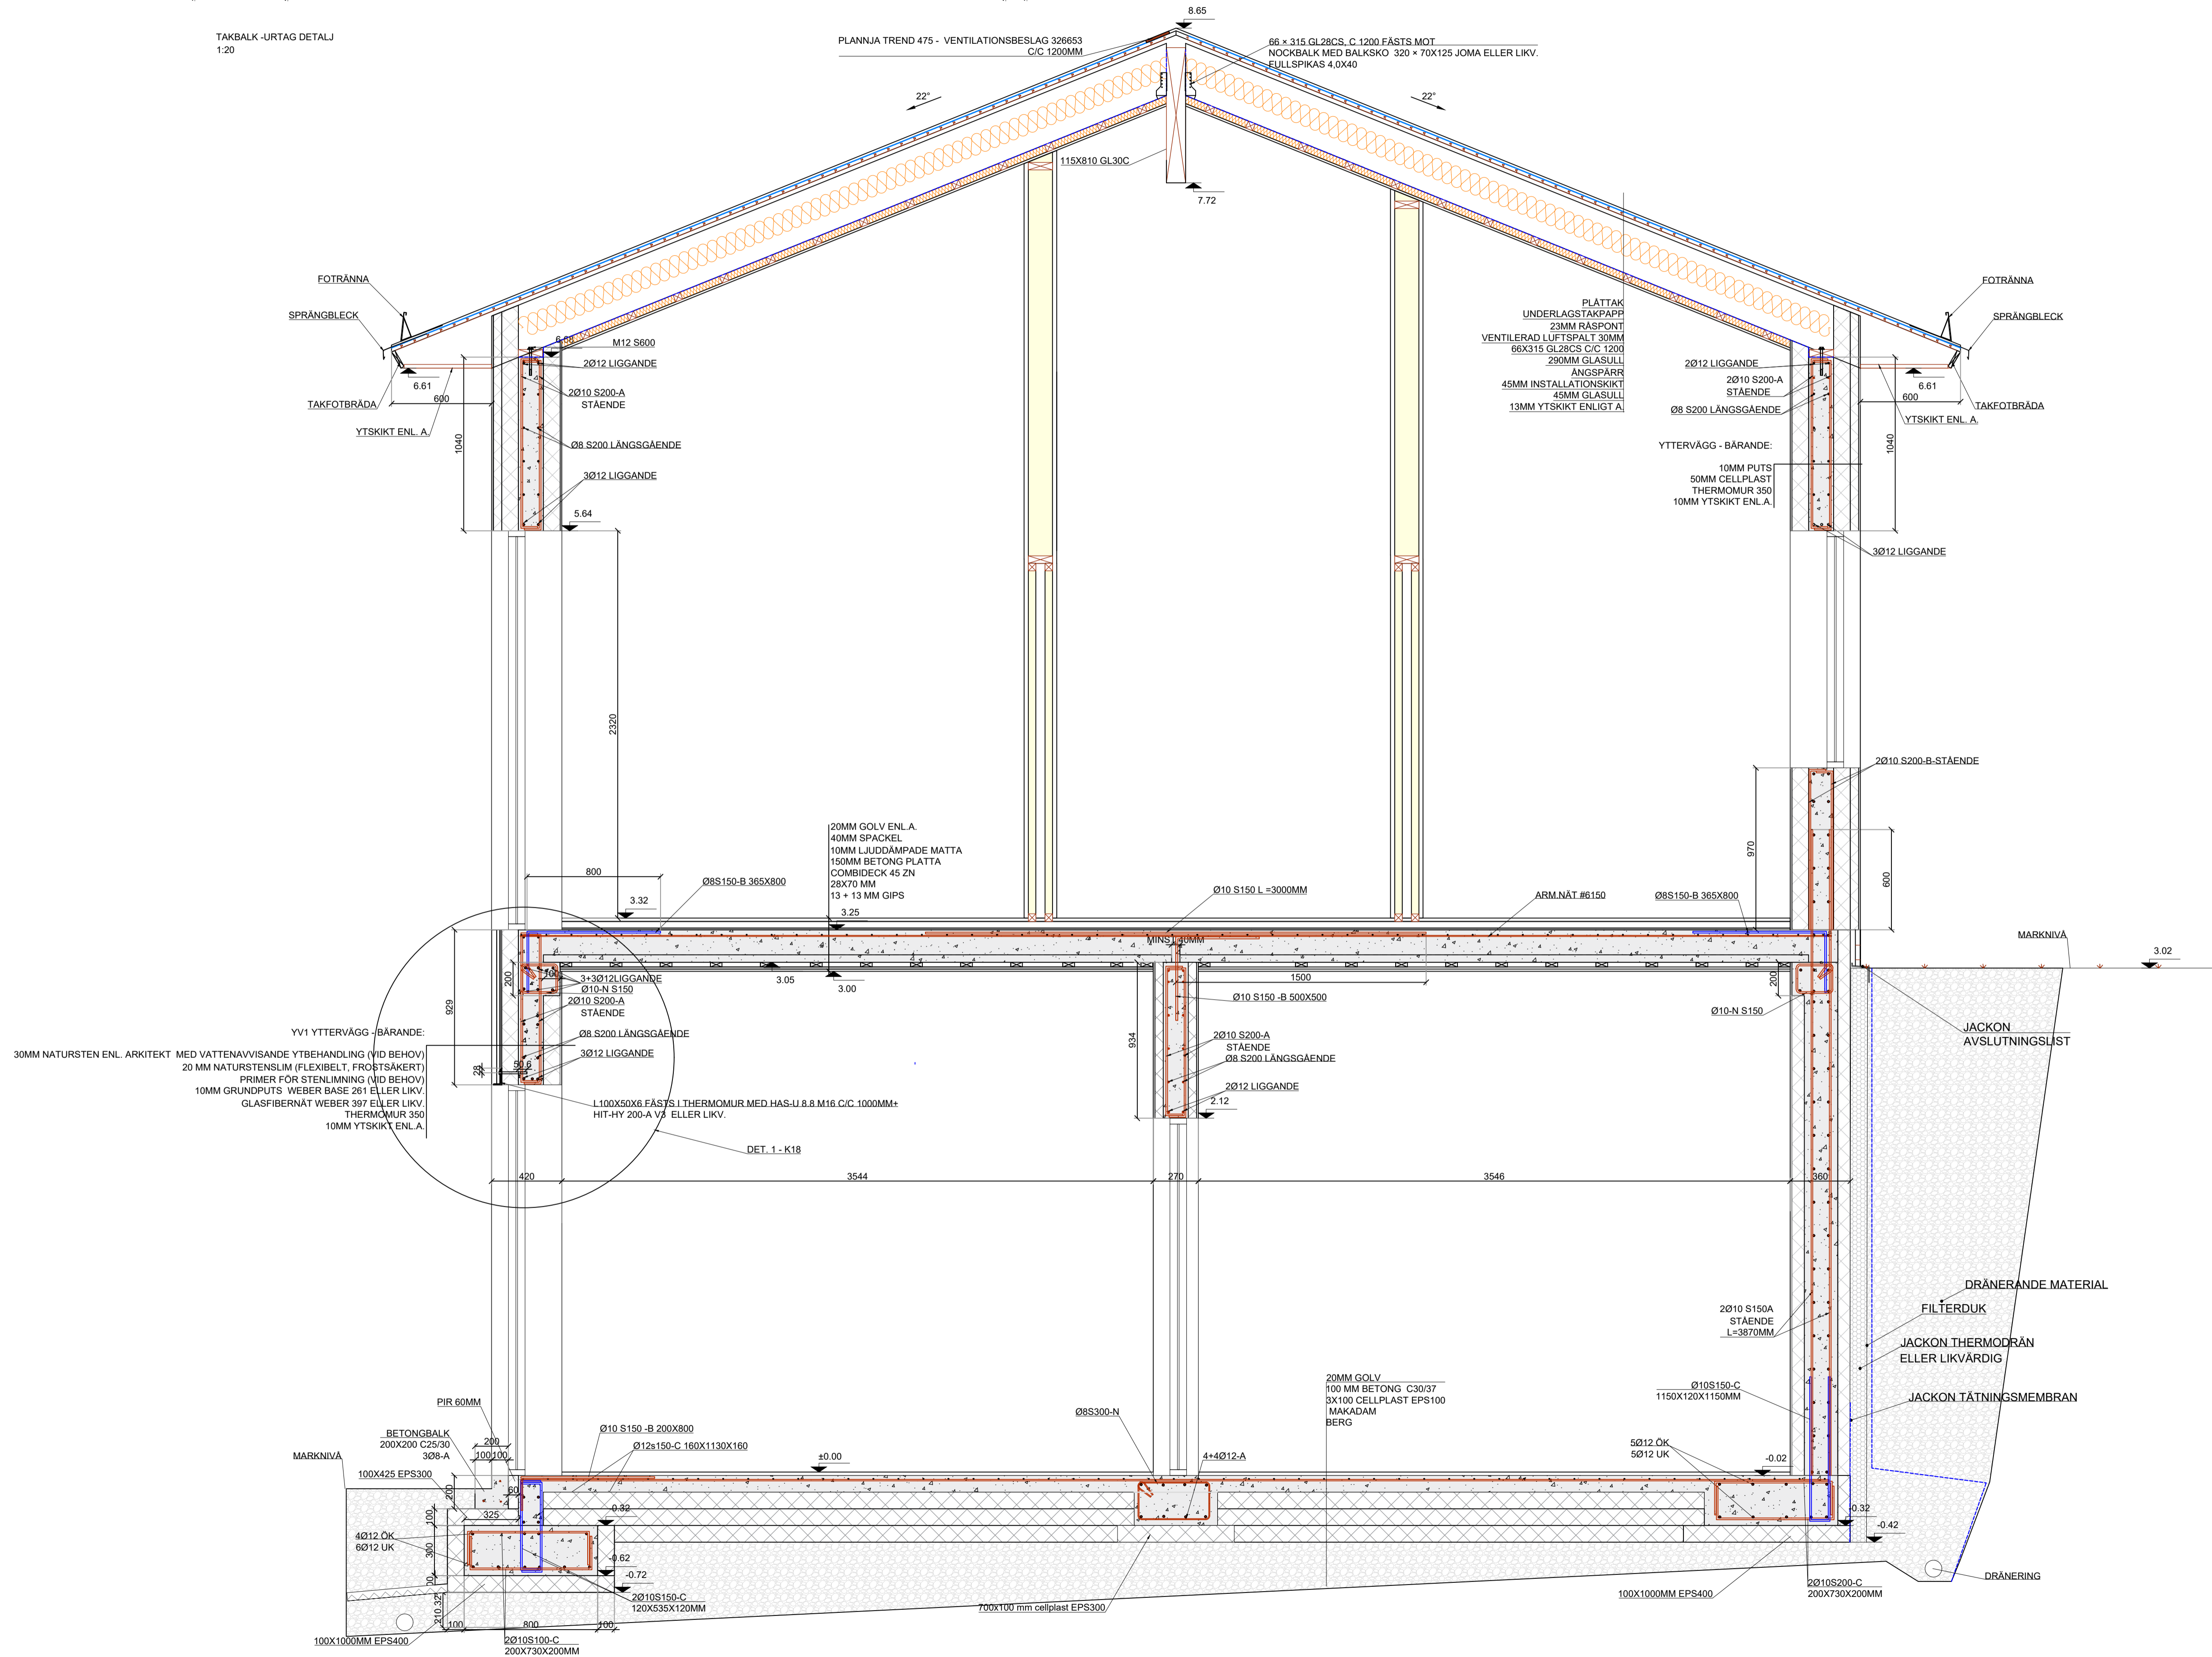 TAKBALK -URTAG DETALJ
1:20
8.65
PLANNJA TREND 475 - VENTILATIONSBESLAG 326653
C/C 1200MM
66 × 315 GL28CS, C 1200 FÄSTS MOT
NOCKBALK MED BALKSKO 320 × 70X125 JOMA ELLER LIKV.
FULLSPIKAS 4,0X40
22°
22°
115X810 GL30C
7.72
FOTRÄNNA
SPRÄNGBLECK
M12 S600
2Ø12 LIGGANDE
6.61
2Ø10 S200-A
STÅENDE
TAKFOTBRÄDA
600
YTSKIKT ENL. A.
1040
Ø8 S200 LÄNGSGÅENDE
3Ø12 LIGGANDE
5.64
FOTRÄNNA
SPRÄNGBLECK
PLÅTTAK
UNDERLAGSTAKPAPP
23MM RÅSPONT
VENTILERAD LUFTSPALT 30MM
66X315 GL28CS C/C 1200
290MM GLASULL
ÅNGSPÄRR
45MM INSTALLATIONSKIKT
45MM GLASULL
13MM YTSKIKT ENLIGT A.
2Ø12 LIGGANDE
2Ø10 S200-A
STÅENDE
Ø8 S200 LÄNGSGÅENDE
6.61
600
TAKFOTBRÄDA
YTSKIKT ENL. A.
1040
YTTERVÄGG - BÄRANDE:
10MM PUTS
50MM CELLPLAST
THERMOMUR 350
10MM YTSKIKT ENL.A.
3Ø12 LIGGANDE
2320
2Ø10 S200-B-STÅENDE
970
600
20MM GOLV ENL.A.
40MM SPACKEL
10MM LJUDDÄMPADE MATTA
150MM BETONG PLATTA
COMBIDECK 45 ZN
28X70 MM
13 + 13 MM GIPS
800
Ø8S150-B 365X800
3.32
3.25
Ø10 S150 L =3000MM
ARM.NÄT #6150
Ø8S150-B 365X800
MINST 40MM
MARKNIVÅ
3.02
200
100
3+3Ø12LIGGANDE
Ø10-N S150
2Ø10 S200-A
STÅENDE
3.05
3.00
1500
Ø10 S150 -B 500X500
200
Ø10-N S150
929
934
YV1 YTTERVÄGG - BÄRANDE:
30MM NATURSTEN ENL. ARKITEKT MED VATTENAVVISANDE YTBEHANDLING (VID BEHOV)
20 MM NATURSTENSLIM (FLEXIBELT, FROSTSÄKERT)
PRIMER FÖR STENLIMNING (VID BEHOV)
10MM GRUNDPUTS WEBER BASE 261 ELLER LIKV.
GLASFIBERNÄT WEBER 397 ELLER LIKV.
THERMOMUR 350
10MM YTSKIKT ENL.A.
Ø8 S200 LÄNGSGÅENDE
3Ø12 LIGGANDE
28
L100X50X6 FÄSTS I THERMOMUR MED HAS-U 8.8 M16 C/C 1000MM+
HIT-HY 200-A V3 ELLER LIKV.
2Ø10 S200-A
STÅENDE
Ø8 S200 LÄNGSGÅENDE
2Ø12 LIGGANDE
2.12
JACKON
AVSLUTNINGSLIST
DET. 1 - K18
420
3544
270
3546
360
DRÄNERANDE MATERIAL
FILTERDUK
JACKON THERMODRÄN
ELLER LIKVÄRDIG
JACKON TÄTNINGSMEMBRAN
2Ø10 S150A
STÅENDE
L=3870MM
Ø10S150-C
1150X120X1150MM
20MM GOLV
100 MM BETONG C30/37
3X100 CELLPLAST EPS100
MAKADAM
BERG
PIR 60MM
BETONGBALK
200X200 C25/30
3Ø8-A
200
100
100
MARKNIVÅ
100X425 EPS300
Ø10 S150 -B 200X800
Ø12s150-C 160X1130X160
±0.00
Ø8S300-N
4+4Ø12-A
5Ø12 ÖK
5Ø12 UK
-0.02
200
60
325
-0.32
-0.32
-0.42
100
4Ø12 ÖK
6Ø12 UK
300
-0.62
-0.72
210.32
2Ø10S150-C
120X535X120MM
100
800
100
100X1000MM EPS400
2Ø10S100-C
200X730X200MM
700x100 mm cellplast EPS300
100X1000MM EPS400
2Ø10S200-C
200X730X200MM
DRÄNERING